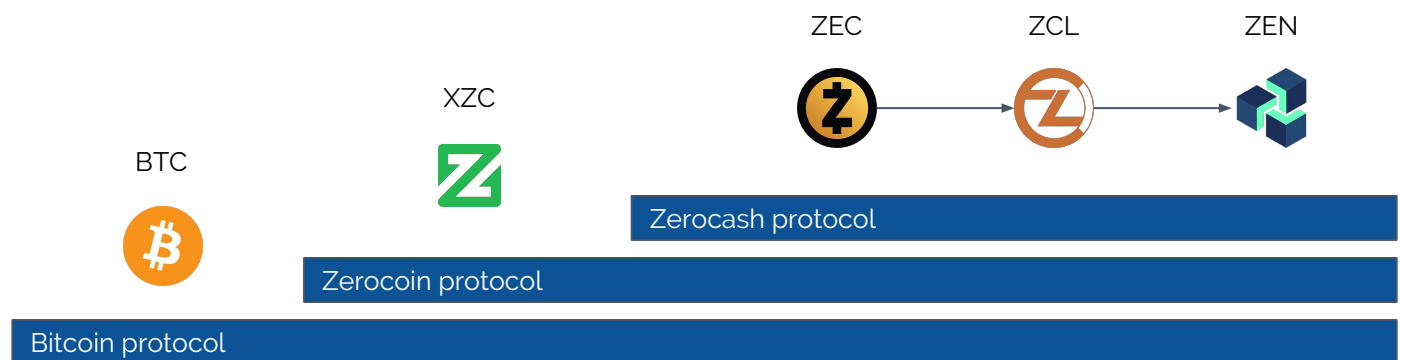 ZEC ZCL ZEN
XZC
BTC
Zerocash protocol
Zerocoin protocol
Bitcoin protocol